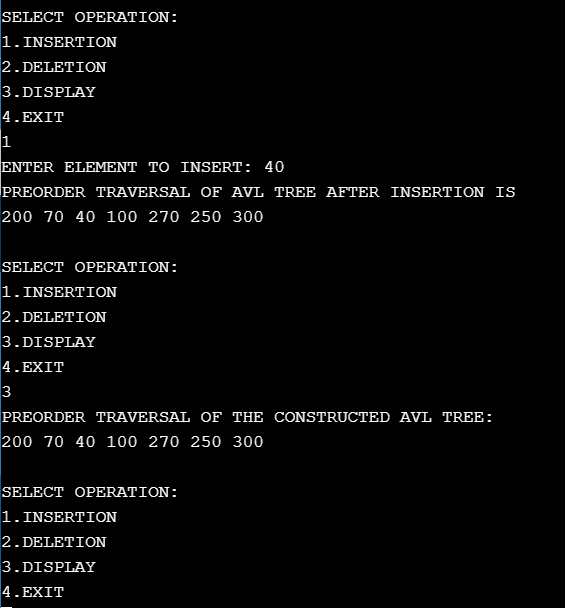 SELECT OPERATION:
1.INSERTION
2.DELETION
3.DISPLAY
4.EXIT
1
ENTER ELEMENT TO INSERT: 40
PREORDER TRAVERSAL OF AVL TREE AFTER INSERTION IS
200 70 40 100 270 250 300
SELECT OPERATION:
1.INSERTION
2.DELETION
3.DISPLAY
4.EXIT
3
PREORDER TRAVERSAL OF THE CONSTRUCTED AVL TREE:
200 70 40 100 270 250 300
SELECT OPERATION:
1.INSERTION
2.DELETION
3.DISPLAY
4.EXIT